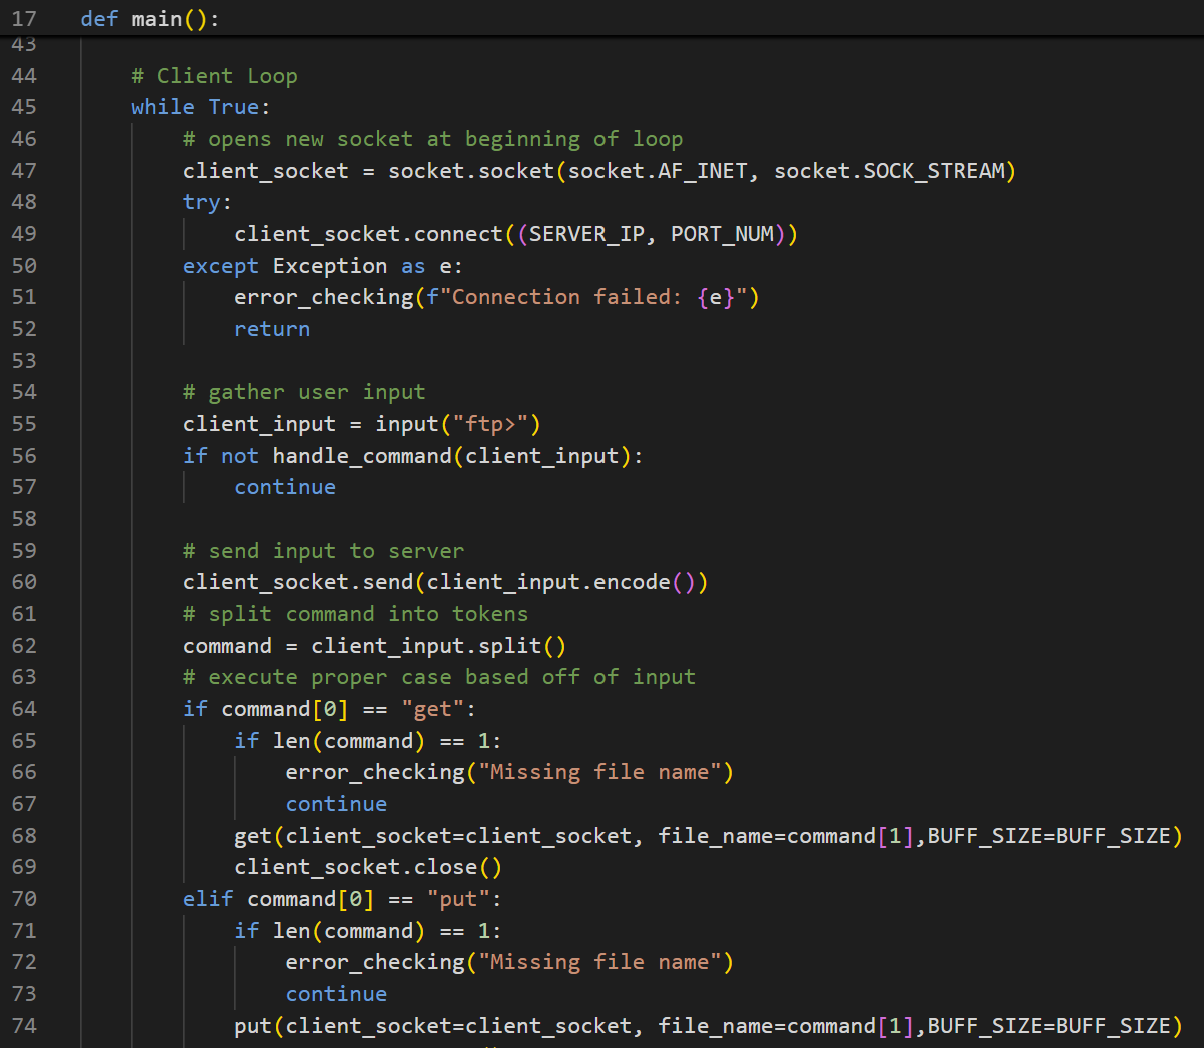 17 def main():
43
44 # Client Loop
45 while True:
46 # opens new socket at beginning of loop
47 client_socket = socket.socket(socket.AF_INET, socket.SOCK_STREAM)
48 try:
49 client_socket.connect((SERVER_IP, PORT_NUM))
50 except Exception as e:
51 error_checking(f"Connection failed: {e}")
52 return
53
54 # gather user input
55 client_input = input("ftp>")
56 if not handle_command(client_input):
57 continue
58
59 # send input to server
60 client_socket.send(client_input.encode())
61 # split command into tokens
62 command = client_input.split()
63 # execute proper case based off of input
64 if command[0] == "get":
65 if len(command) == 1:
66 error_checking("Missing file name")
67 continue
68 get(client_socket=client_socket, file_name=command[1],BUFF_SIZE=BUFF_SIZE)
69 client_socket.close()
70 elif command[0] == "put":
71 if len(command) == 1:
72 error_checking("Missing file name")
73 continue
74 put(client_socket=client_socket, file_name=command[1],BUFF_SIZE=BUFF_SIZE)